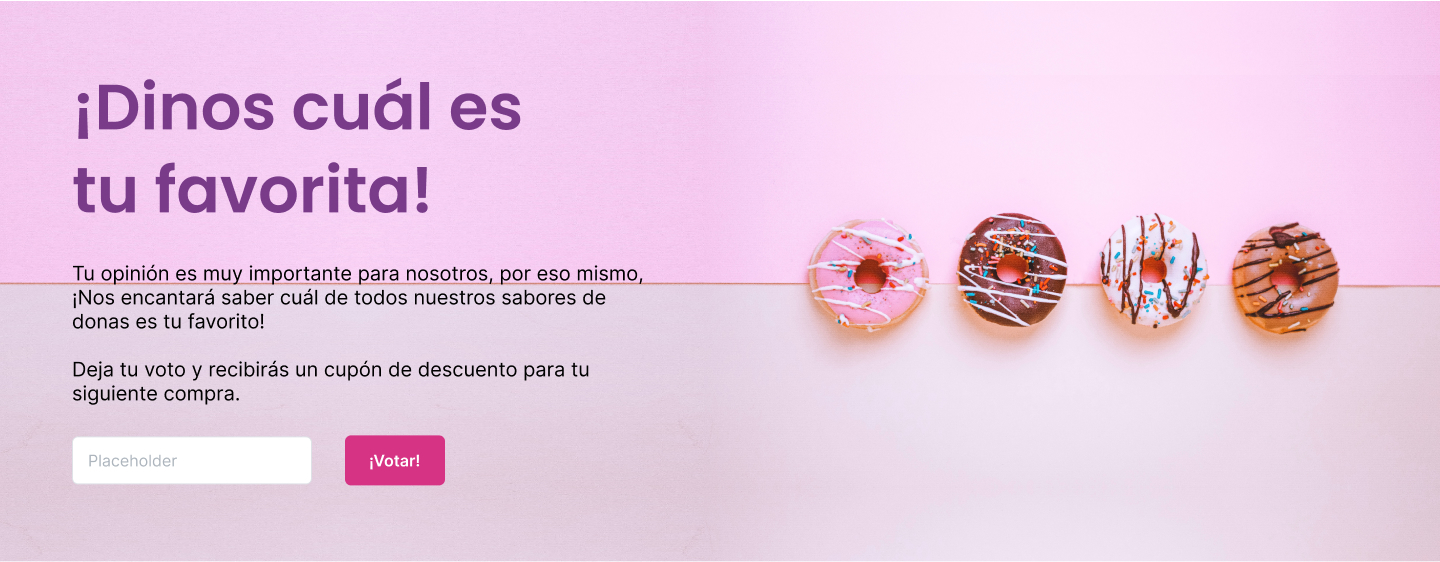 ¡Dinos cuál es
tu favorita!
Tu opinión es muy importante para nosotros, por eso mismo,
¡Nos encantará saber cuál de todos nuestros sabores de
donas es tu favorito!
Deja tu voto y recibirás un cupón de descuento para tu
siguiente compra.
Placeholder
¡Votar!